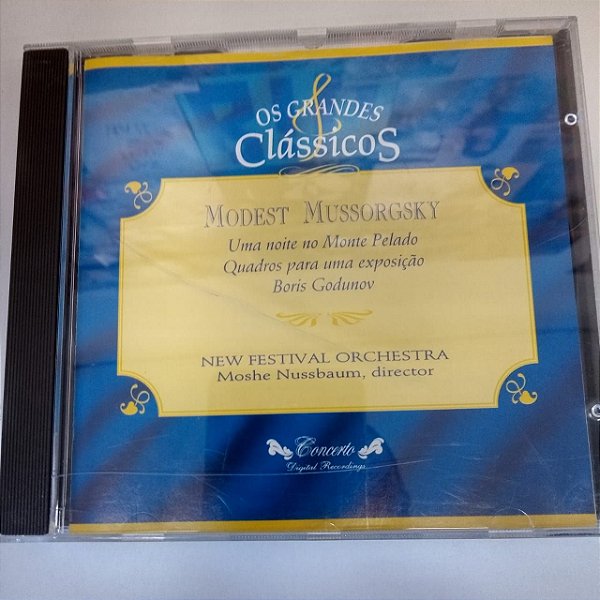 OS GRANDES
ClássicoS
MODEST MUSSORGSKY
Uma noite no Monte Pelado
Quadros para uma exposição
Boris Godunov
NEW FESTIVAL ORCHESTRA
Moshe Nussbaum, director
Concerto
Digital Recordings